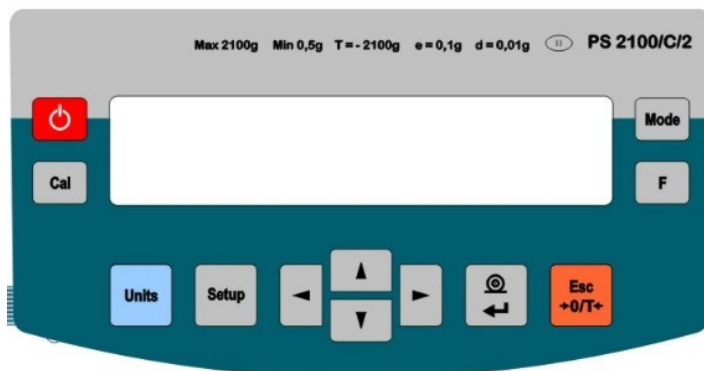 Max 2100g Min 0,5g T=- 2100g e=0,1g d=0,01g II PS 2100/C/2
Mode
Cal
F
Units
Setup
Esc
→0/T←